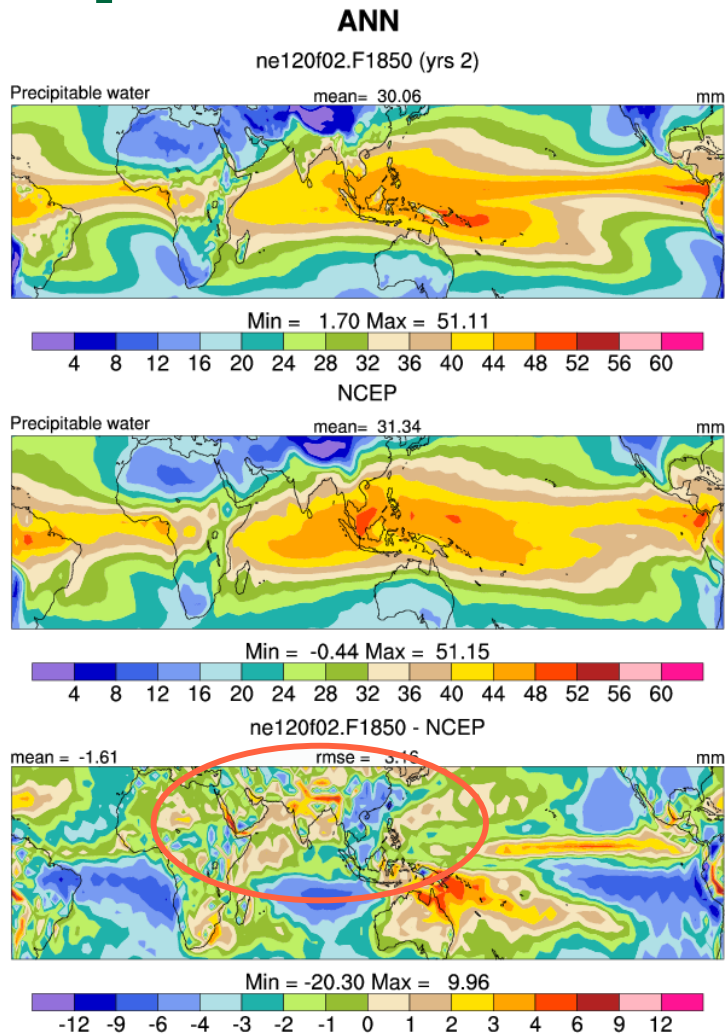 ANN
ne120f02.F1850 (yrs 2)
Precipitable water mean= 30.06 mm
Min = 1.70 Max = 51.11
4 8 12 16 20 24 28 32 36 40 44 48 52 56 60
NCEP
Precipitable water mean= 31.34 mm
Min = -0.44 Max = 51.15
4 8 12 16 20 24 28 32 36 40 44 48 52 56 60
ne120f02.F1850 - NCEP
mean = -1.61 rmse = 3.16 mm
Min = -20.30 Max = 9.96
-12 -9 -6 -4 -3 -2 -1 0 1 2 3 4 6 9 12